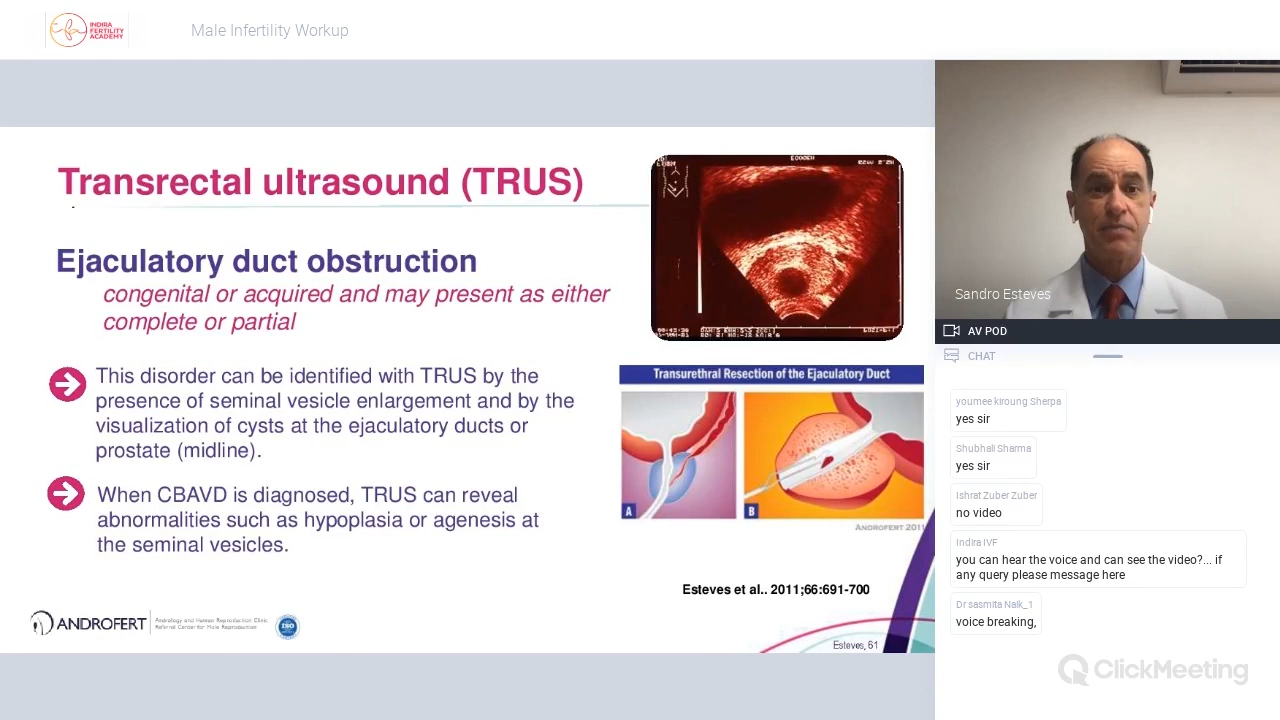 INDIRA
FERTILITY
ACADEMY
Male Infertility Workup
Transrectal ultrasound (TRUS)
Ejaculatory duct obstruction
congenital or acquired and may present as either
complete or partial
This disorder can be identified with TRUS by the
presence of seminal vesicle enlargement and by the
visualization of cysts at the ejaculatory ducts or
prostate (midline).
When CBAVD is diagnosed, TRUS can reveal
abnormalities such as hypoplasia or agenesis at
the seminal vesicles.
Transurethral Resection of the Ejaculatory Duct
A
B
ANDROFERT 2011
Esteves et al.. 2011;66:691-700
ANDROFERT
Andrology and Human Reproduction Clinic
Referral Center for Male Reproduction
ISO
Esteves, 61
Sandro Esteves
AV POD
CHAT
youmee kiroung Sherpa
yes sir
Shubhali Sharma
yes sir
Ishrat Zuber Zuber
no video
Indira IVF
you can hear the voice and can see the video?... if
any query please message here
Dr sasmita Naik_1
voice breaking,
ClickMeeting